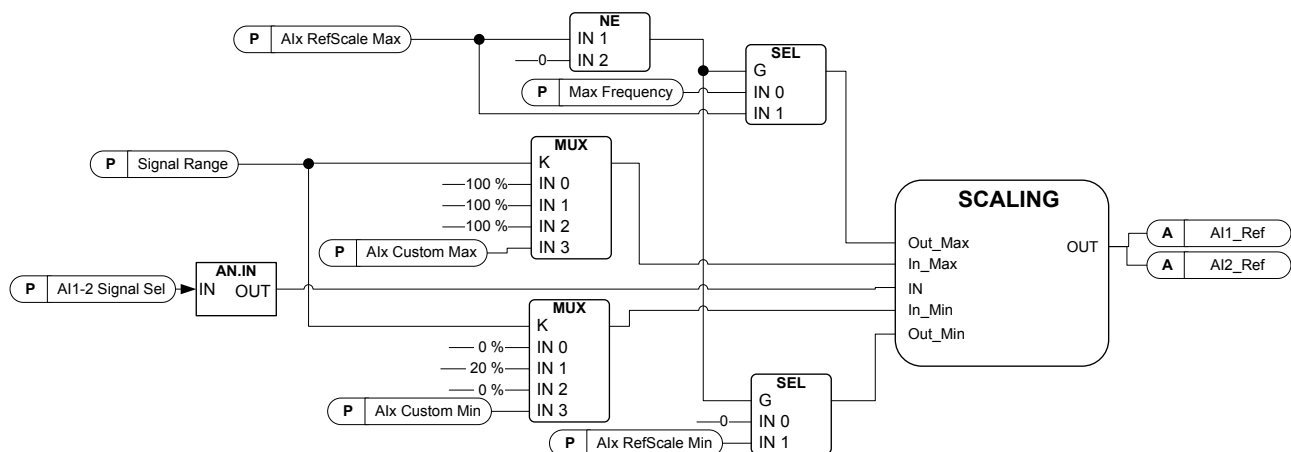 NE
P AIx RefScale Max
IN 1
0 IN 2
SEL
G
P Max Frequency
IN 0
IN 1
MUX
P Signal Range
K
100 % IN 0
100 % IN 1
100 % IN 2
P AIx Custom Max
IN 3
SCALING
Out_Max
In_Max
IN
In_Min
Out_Min
OUT
A AI1_Ref
A AI2_Ref
AN.IN
P AI1-2 Signal Sel
IN OUT
MUX
K
0 % IN 0
20 % IN 1
0 % IN 2
P AIx Custom Min
IN 3
SEL
G
0 IN 0
P AIx RefScale Min
IN 1